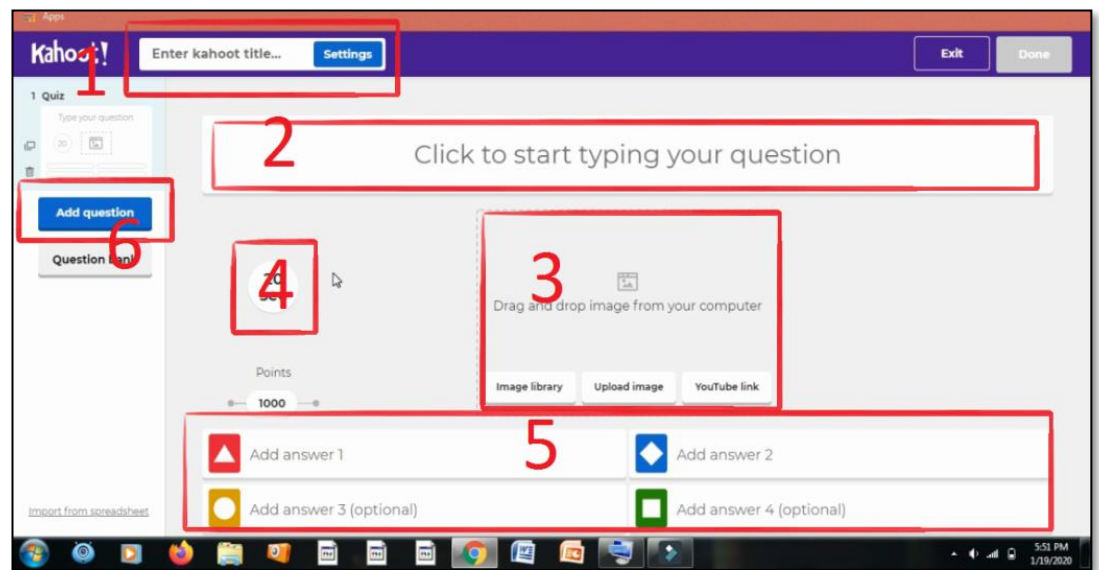 Apps
Kahoot!
Enter kahoot title...
Settings
Exit
Done
1
1 Quiz
Type your question
20
2
Click to start typing your question
Add question
6
Question bank
4
20
sec
3
Drag and drop image from your computer
Image library
Upload image
YouTube link
Points
1000
5
Add answer 1
Add answer 2
Add answer 3 (optional)
Add answer 4 (optional)
Import from spreadsheet
5:51 PM
1/19/2020